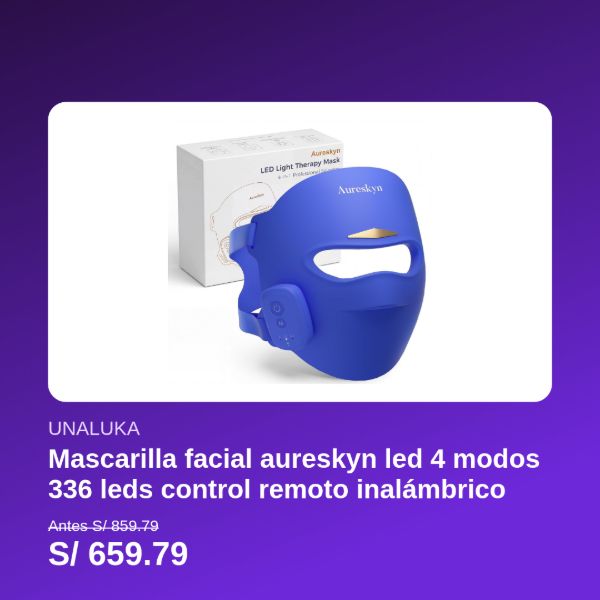 Aureskyn
LED Light Therapy Mask
Aureskyn
UNALUKA
Mascarilla facial aureskyn led 4 modos
336 leds control remoto inalámbrico
Antes S/ 859.79
S/ 659.79